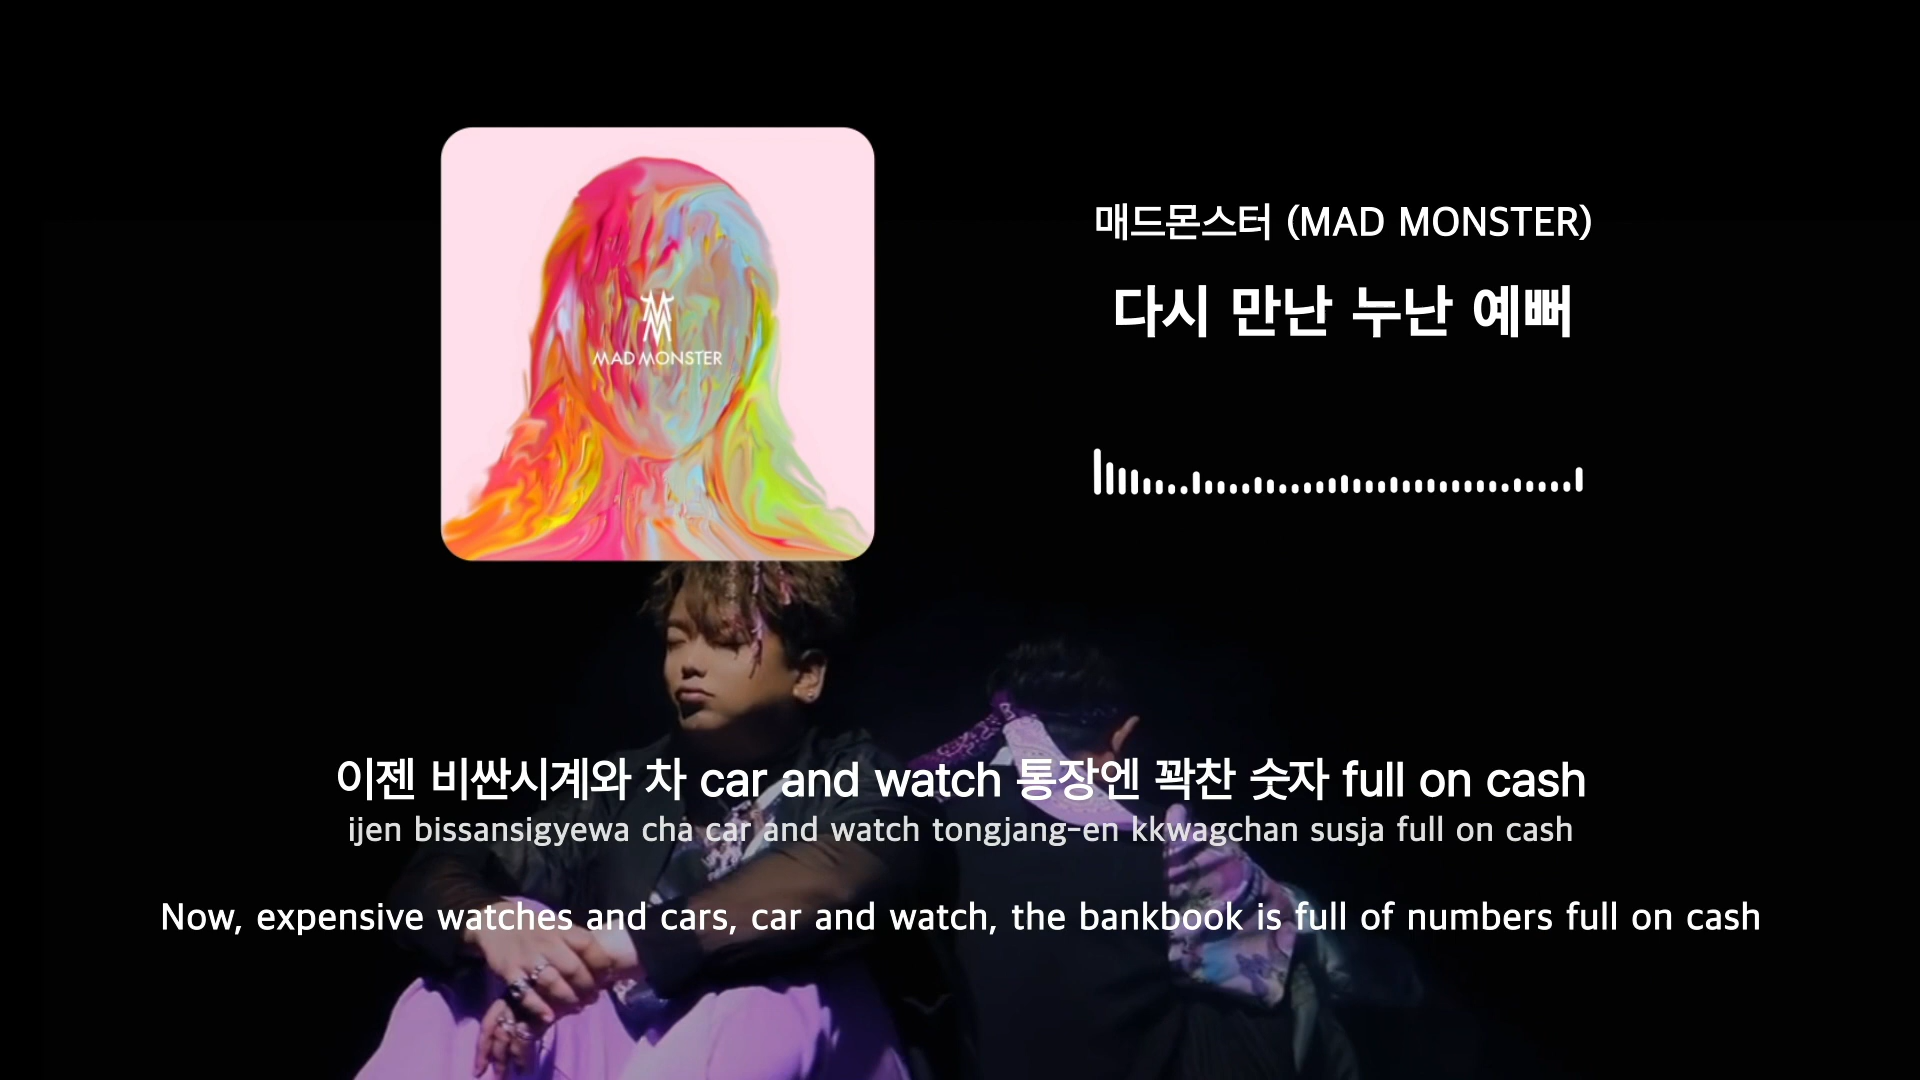 MAD MONSTER
매드몬스터 (MAD MONSTER)
다시 만난 누난 예뻐
이젠 비싼시계와 차 car and watch 통장엔 꽉찬 숫자 full on cash
ijen bissansigyewa cha car and watch tongjang-en kkwagchan susja full on cash
Now, expensive watches and cars, car and watch, the bankbook is full of numbers full on cash